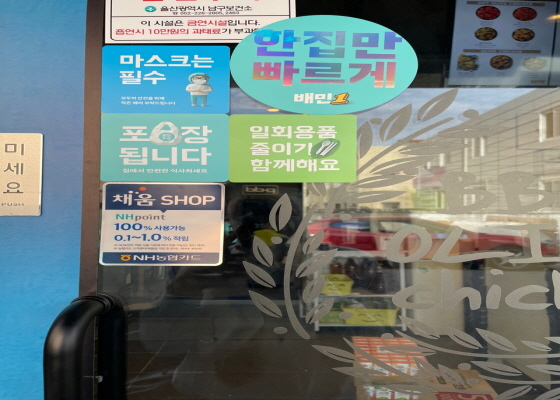 울산광역시 남구보건소
이 시설은 금연시설입니다.
흡연시 10만원의 과태료가 부과
한집만
빠르게
배민1
마스크는
필수
포장
됩니다
일회용품
줄이기
함께해요
미세요
PUSH
채움 SHOP
NHpoint
100% 사용가능
0.1~1.0% 적립
NH농협카드
bbq
OLI
chic